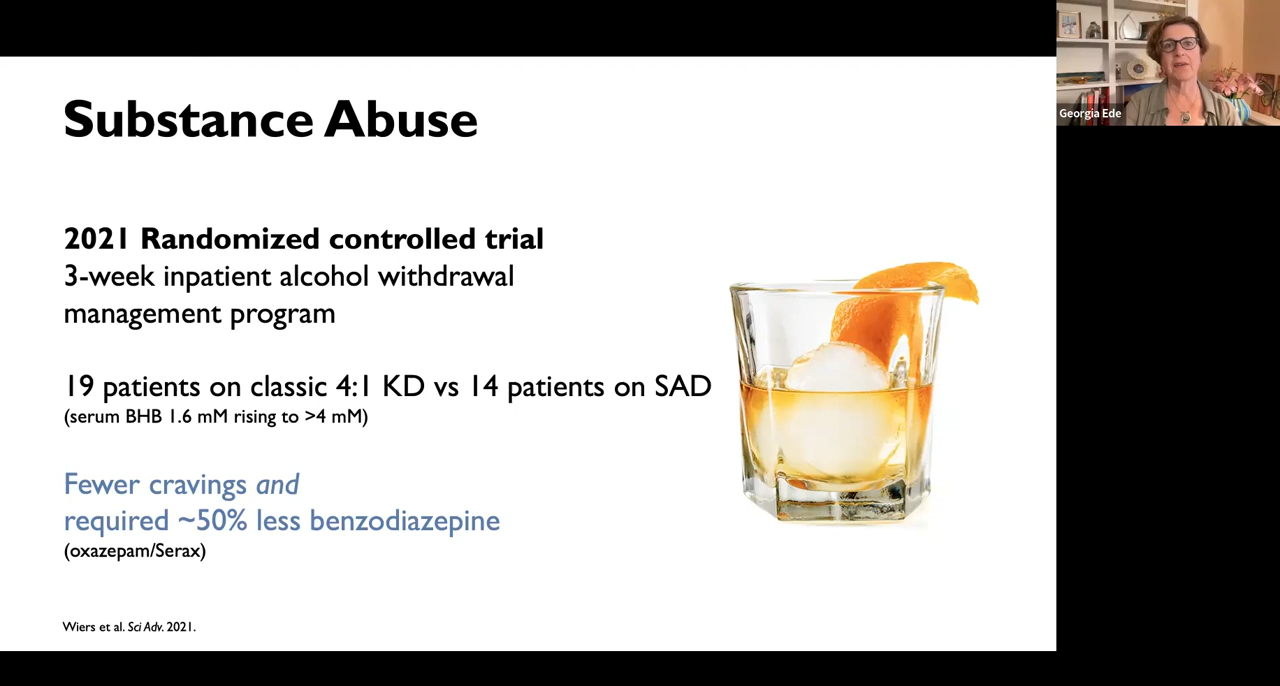 Substance Abuse
2021 Randomized controlled trial
3-week inpatient alcohol withdrawal
management program
19 patients on classic 4:1 KD vs 14 patients on SAD
(serum BHB 1.6 mM rising to >4 mM)
Fewer cravings and
required ~50% less benzodiazepine
(oxazepam/Serax)
Wiers et al. Sci Adv. 2021.
Georgia Ede